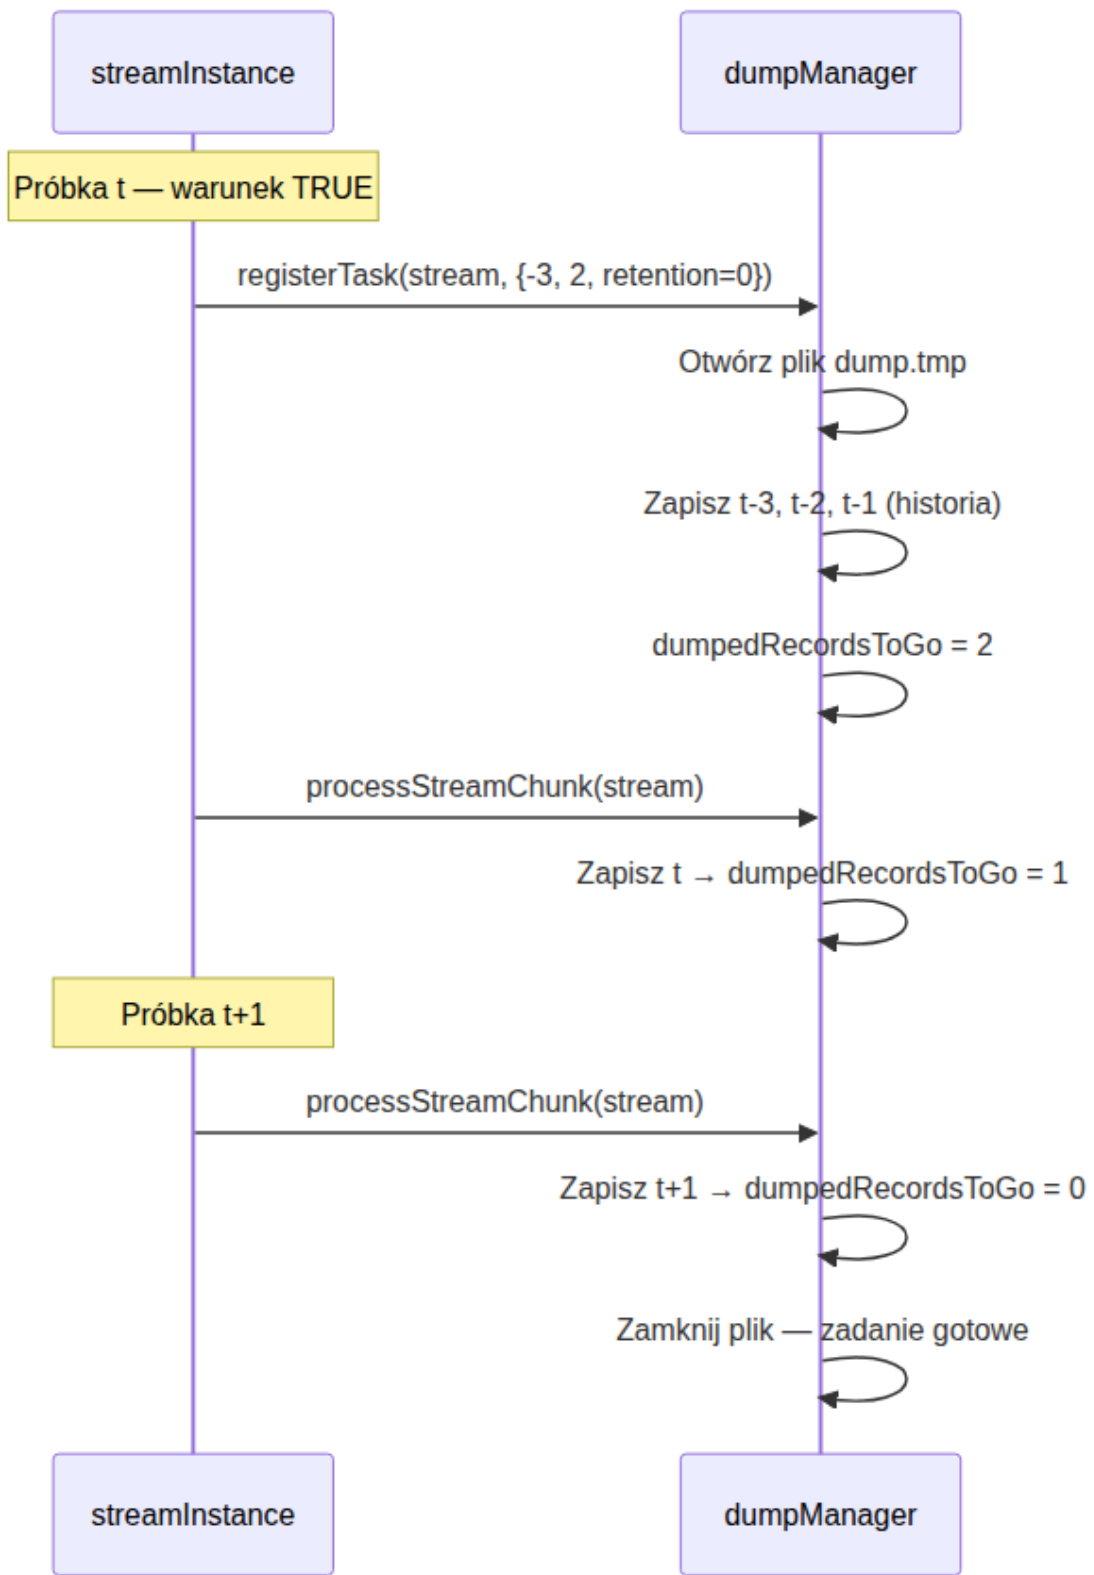 streamInstance
dumpManager
Próbka t — warunek TRUE
registerTask(stream, {-3, 2, retention=0})
Otwórz plik dump.tmp
Zapisz t-3, t-2, t-1 (historia)
dumpedRecordsToGo = 2
processStreamChunk(stream)
Zapisz t → dumpedRecordsToGo = 1
Próbka t+1
processStreamChunk(stream)
Zapisz t+1 → dumpedRecordsToGo = 0
Zamknij plik — zadanie gotowe
streamInstance
dumpManager